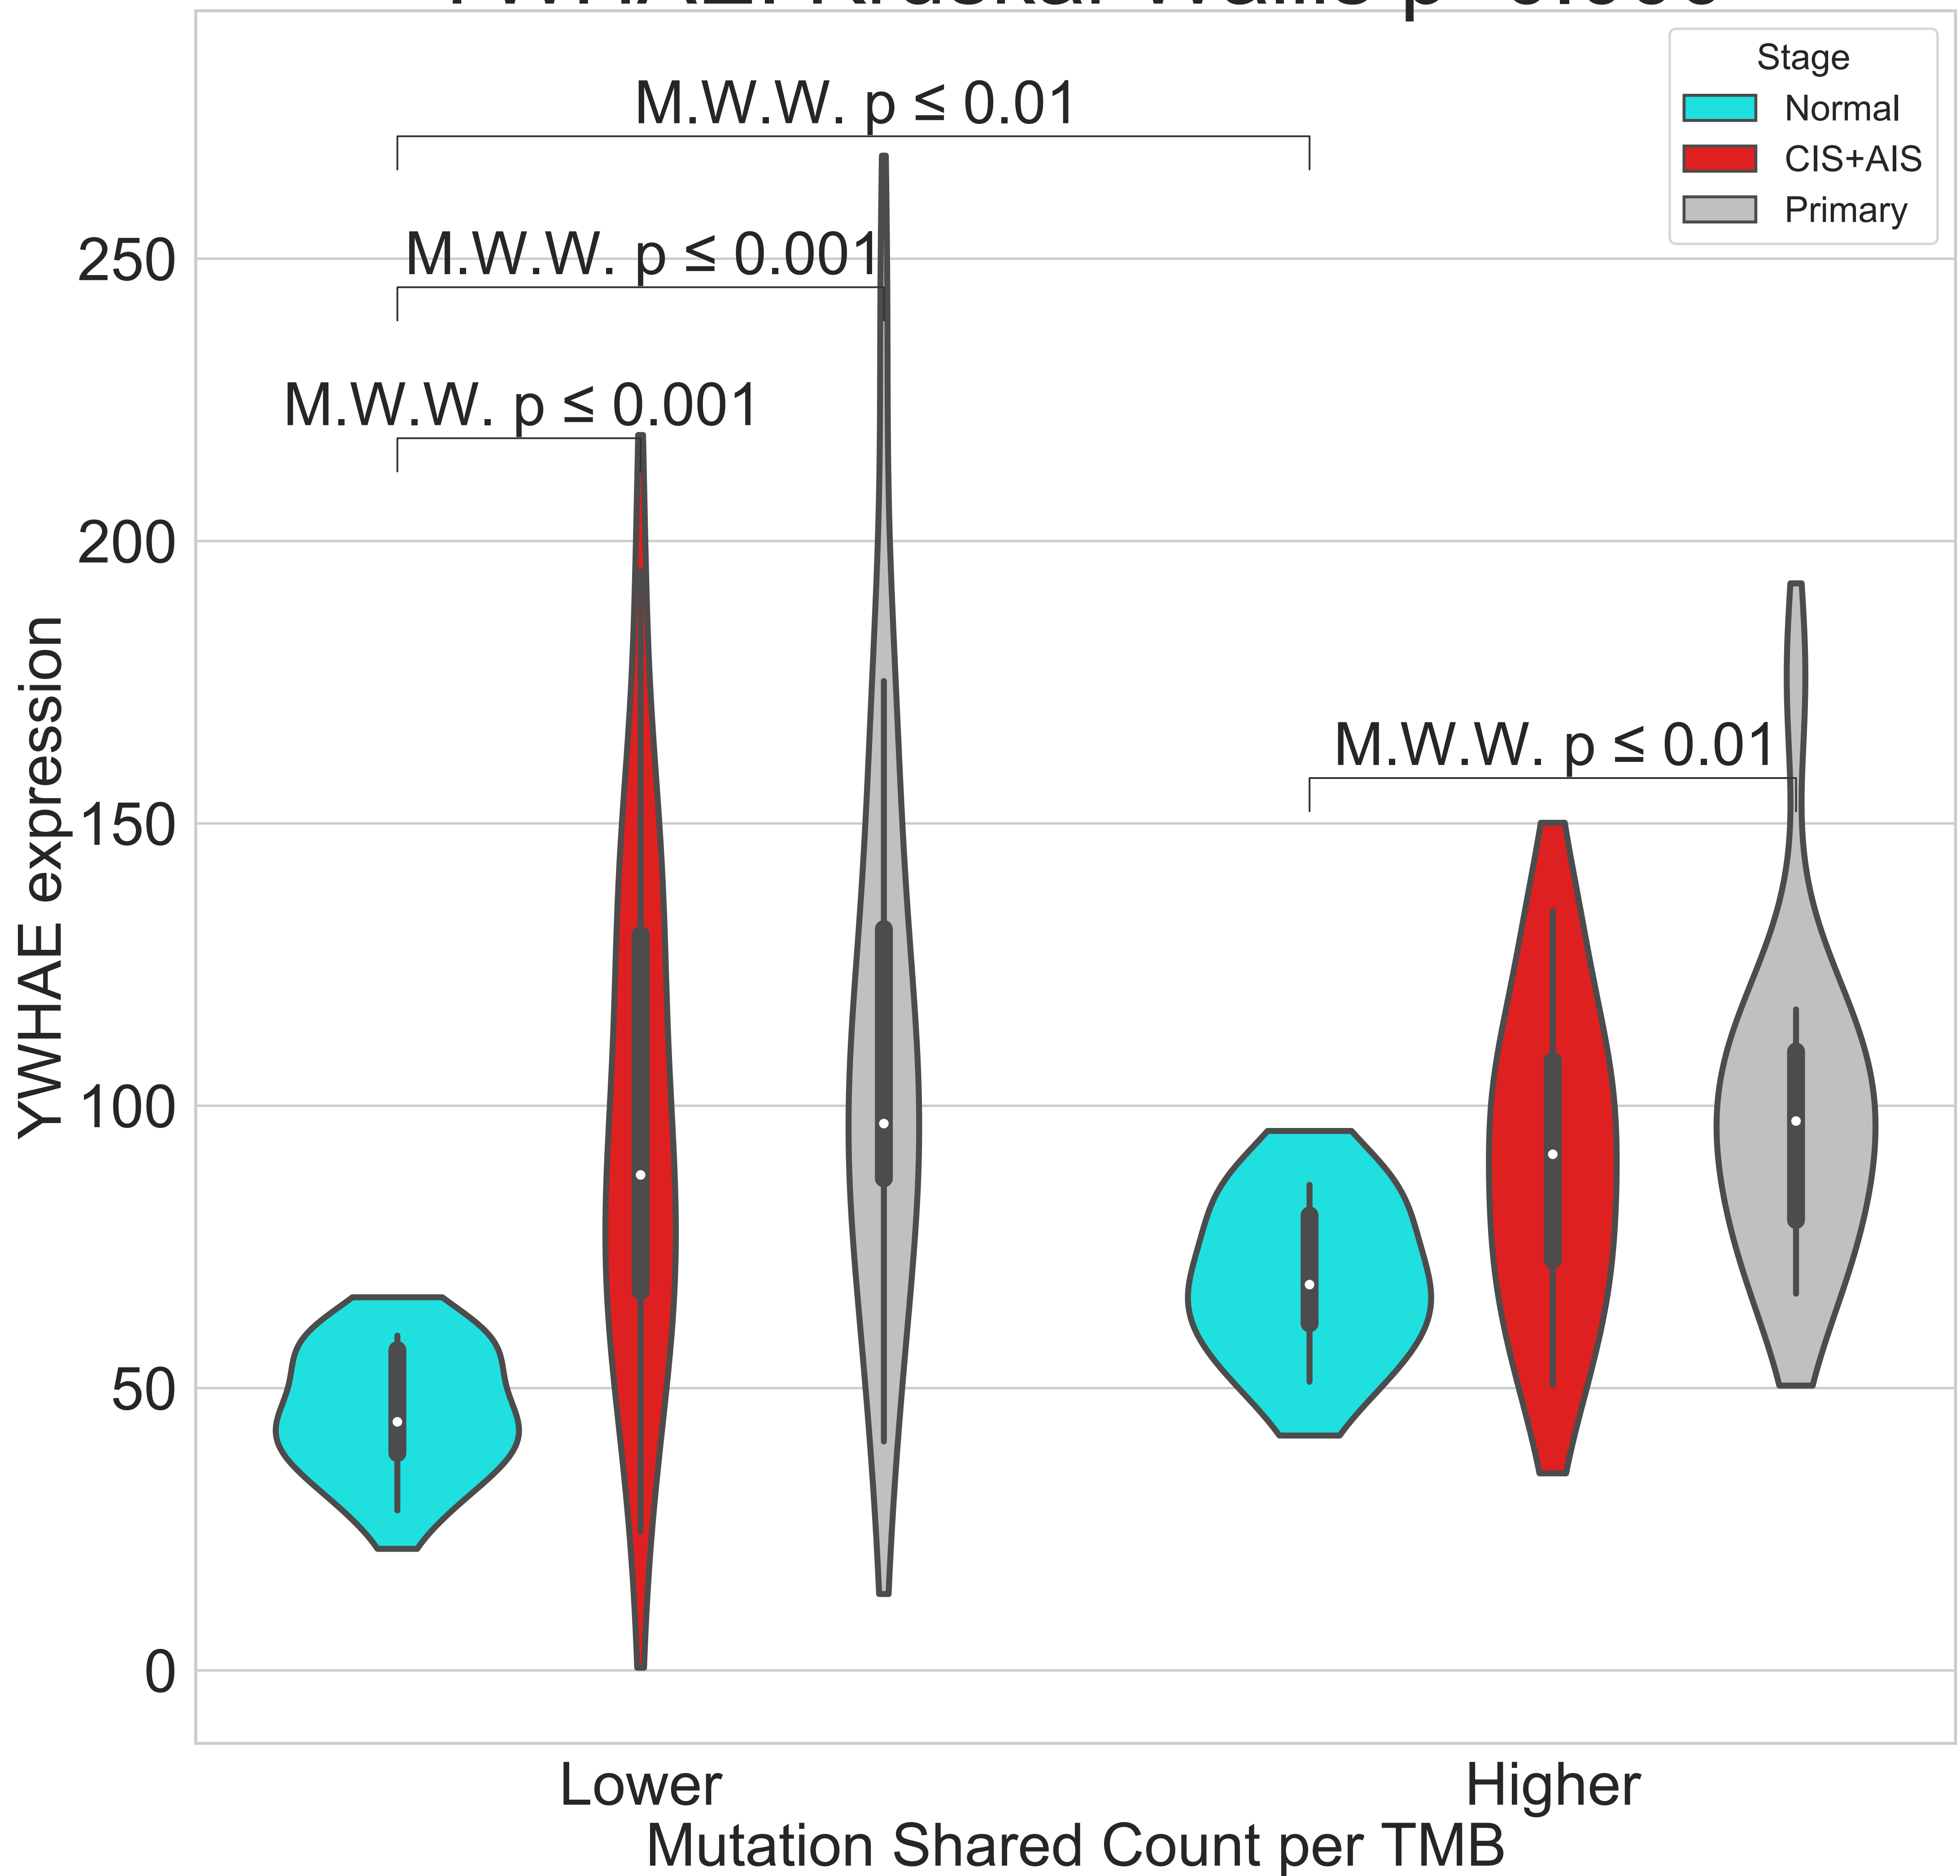 Stage
Normal
CIS+AIS
Primary
M.W.W. p ≤ 0.01
M.W.W. p ≤ 0.001
M.W.W. p ≤ 0.001
M.W.W. p ≤ 0.01
250
200
150
100
50
0
YWHAE expression
Lower
Higher
Mutation Shared Count per TMB